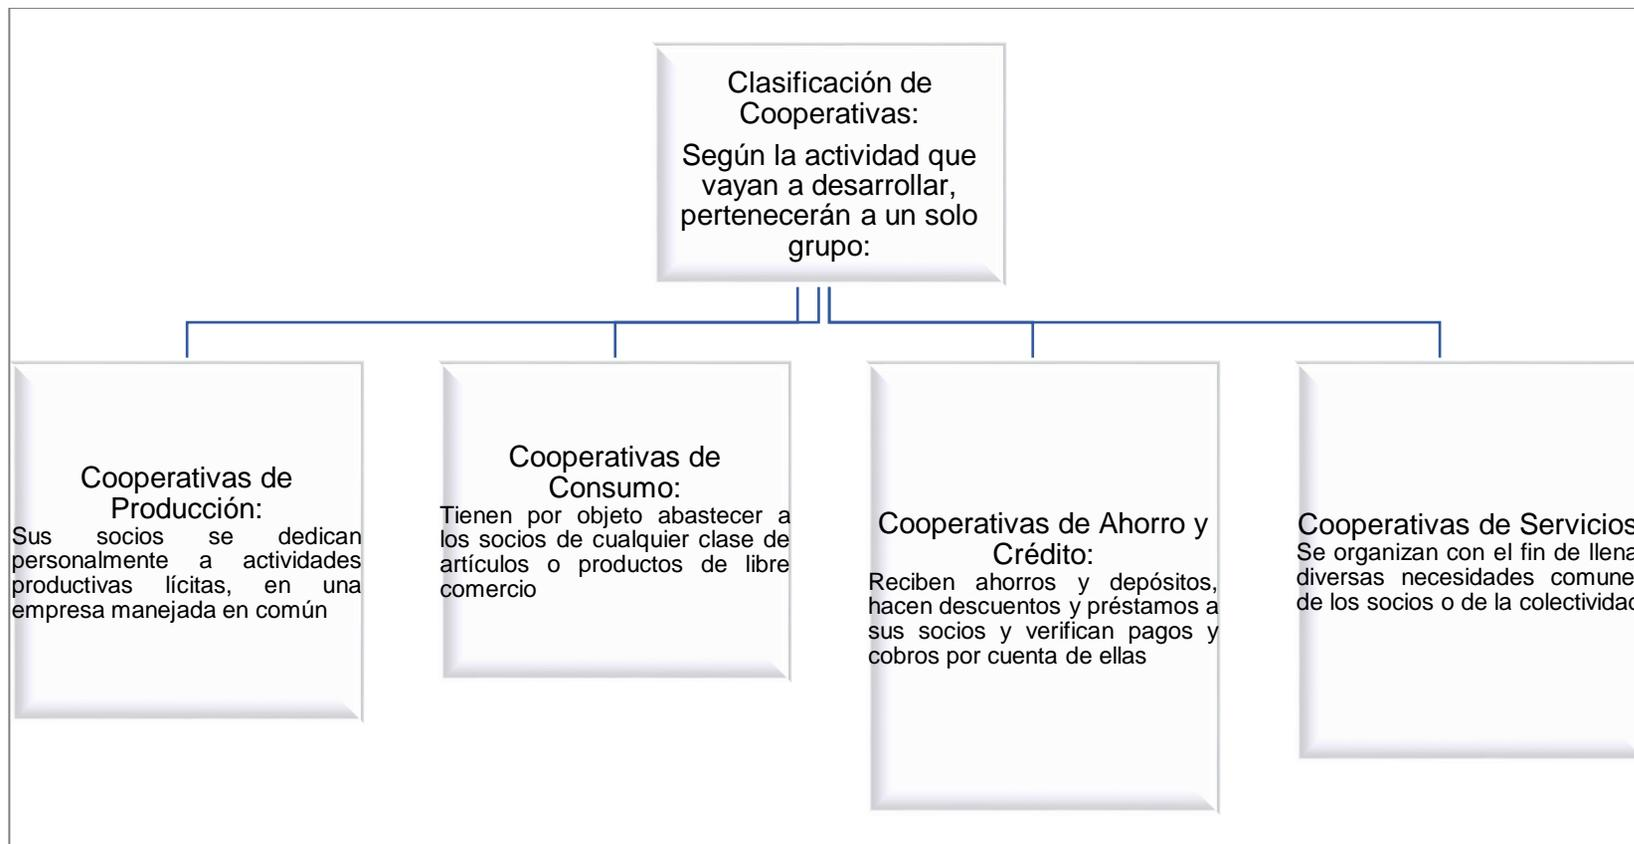 Clasificación de
Cooperativas:
Según la actividad que
vayan a desarrollar,
pertenecerán a un solo
grupo:
Cooperativas de
Producción:
Sus socios se dedican
personalmente a actividades
productivas lícitas, en una
empresa manejada en común
Cooperativas de
Consumo:
Tienen por objeto abastecer a
los socios de cualquier clase de
artículos o productos de libre
comercio
Cooperativas de Ahorro y
Crédito:
Reciben ahorros y depósitos,
hacen descuentos y préstamos a
sus socios y verifican pagos y
cobros por cuenta de ellas
Cooperativas de Servicios
Se organizan con el fin de llena
diversas necesidades comune
de los socios o de la colectividad